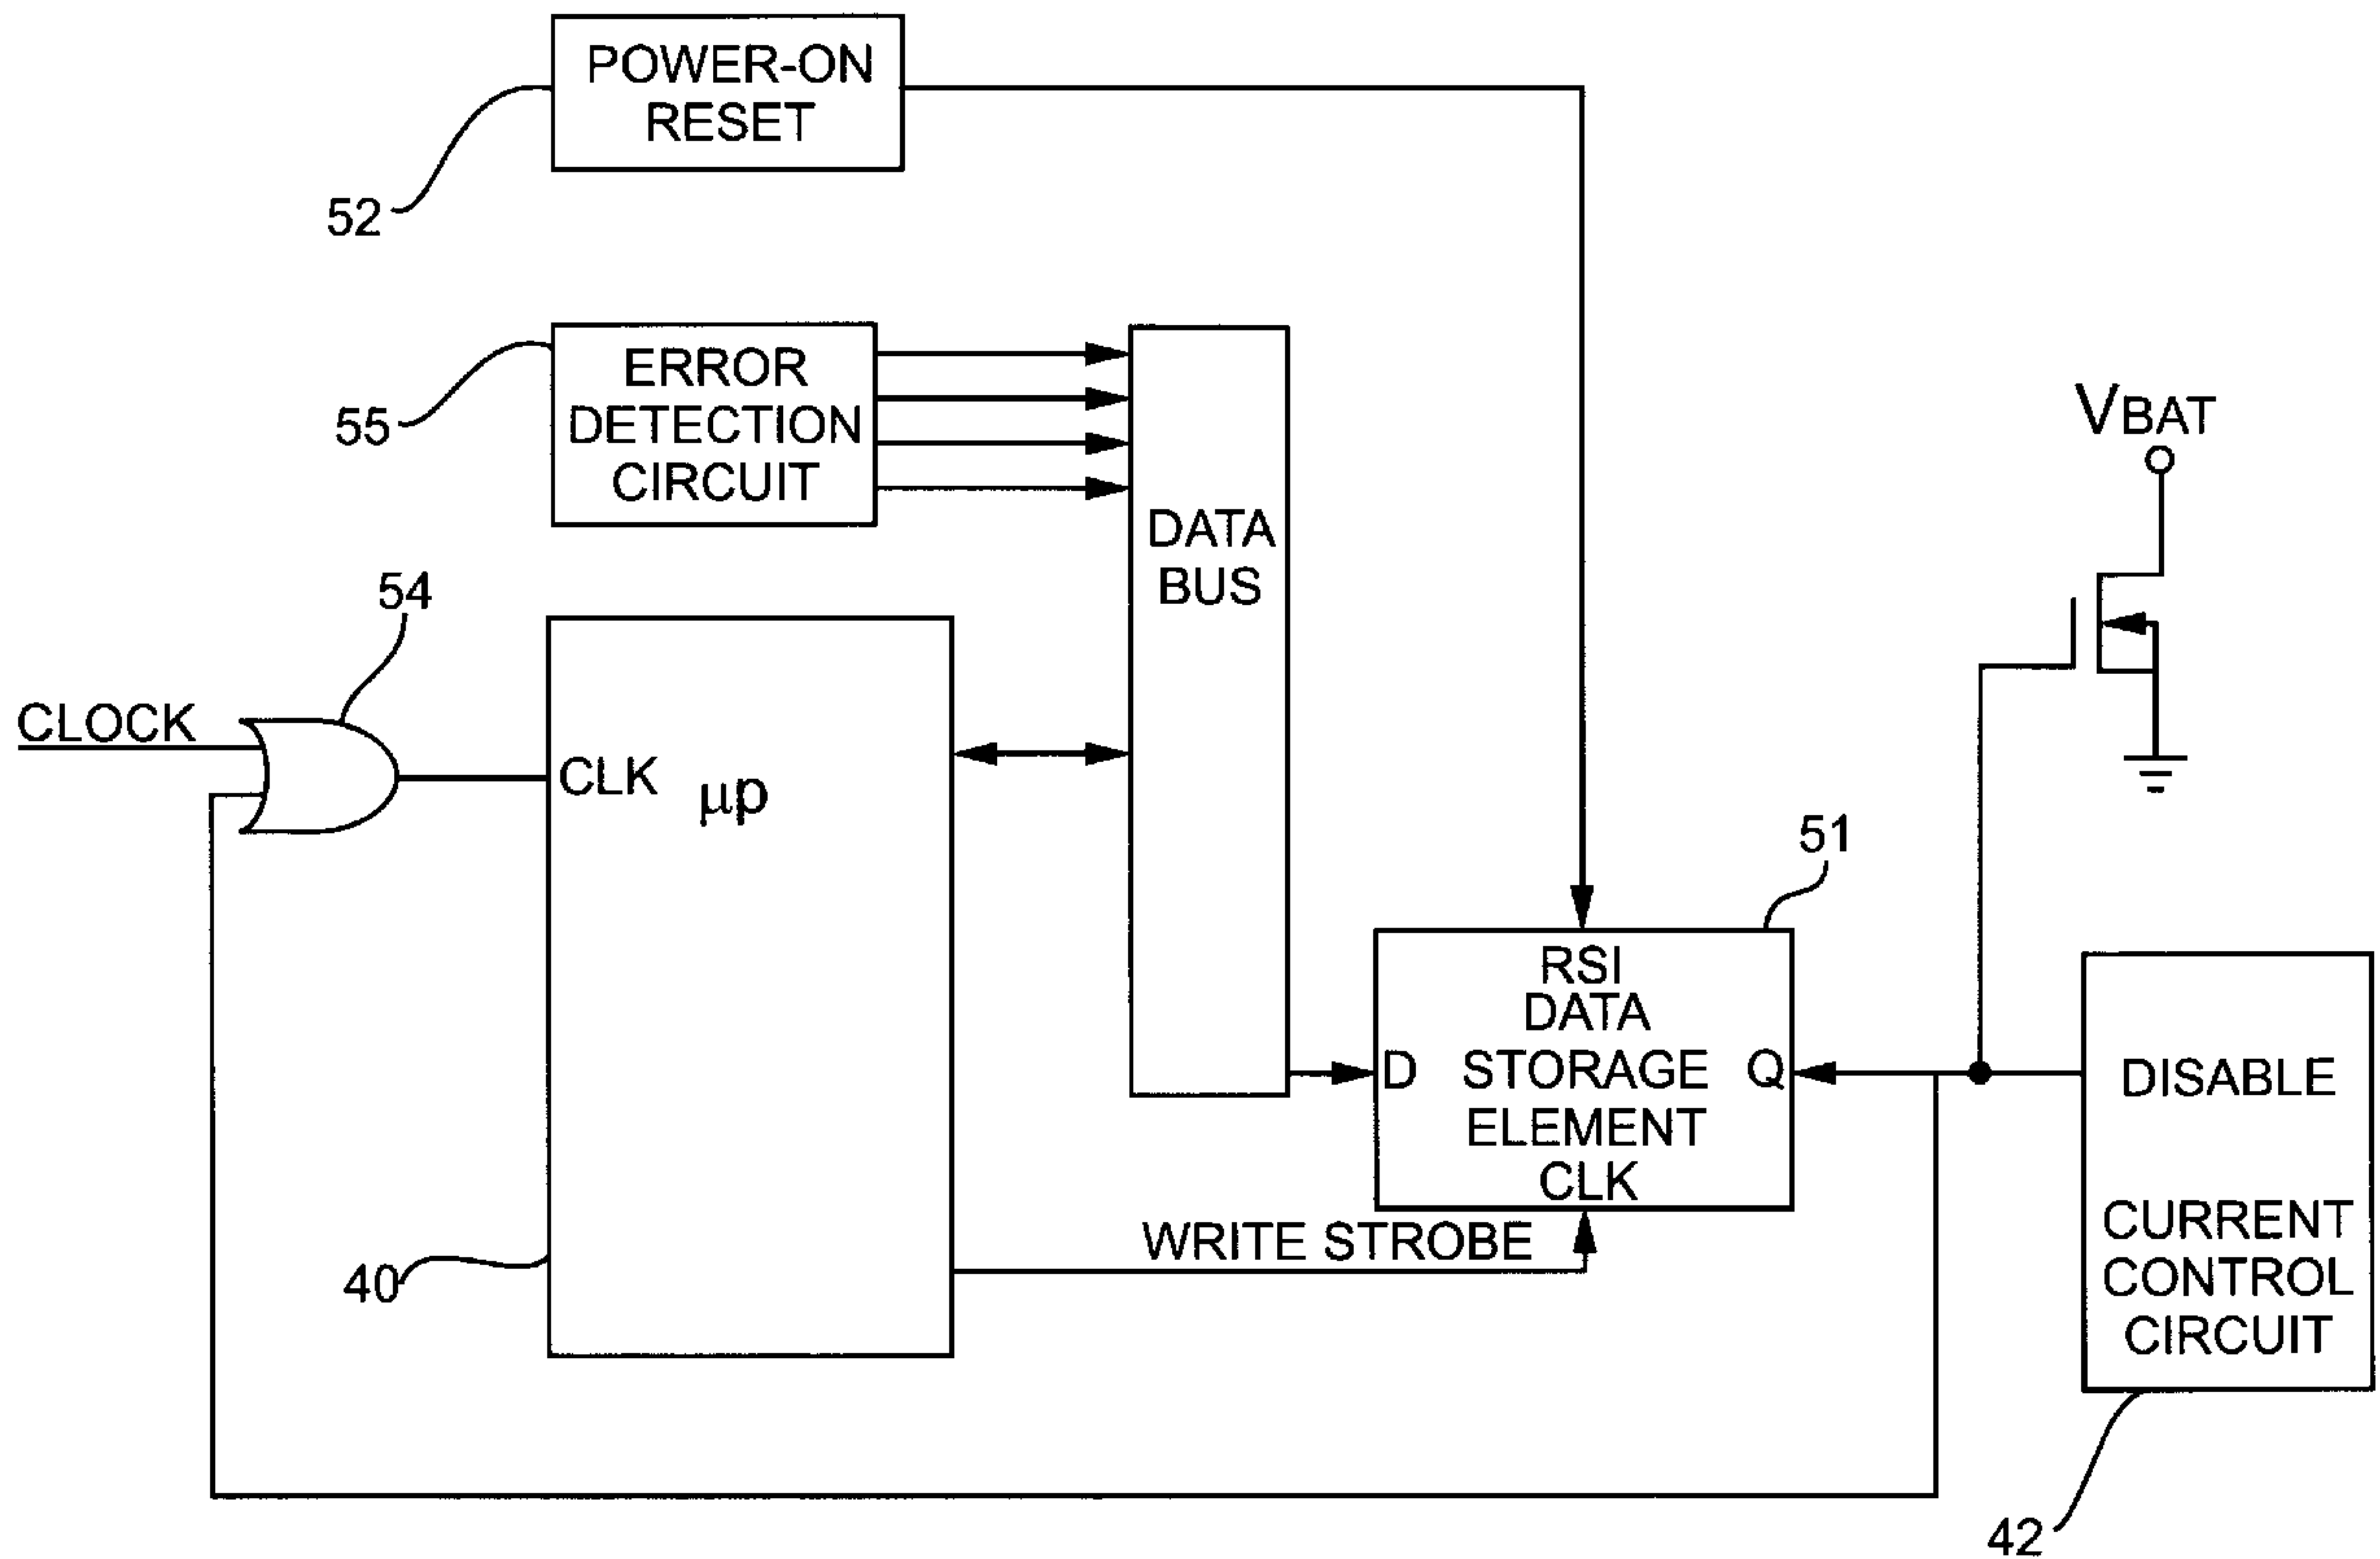 POWER-ON
RESET
52
ERROR
DETECTION
CIRCUIT
55
DATA
BUS
VBAT
54
CLOCK
CLK
µp
51
RSI
DATA
STORAGE
ELEMENT
D
Q
CLK
DISABLE
CURRENT
CONTROL
CIRCUIT
WRITE STROBE
40
42